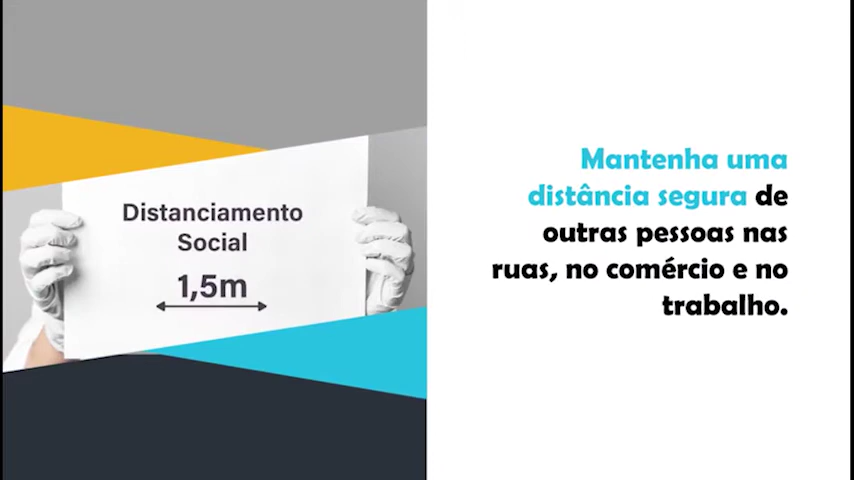 Distanciamento
Social
1,5m
Mantenha uma
distância segura de
outras pessoas nas
ruas, no comércio e no
trabalho.